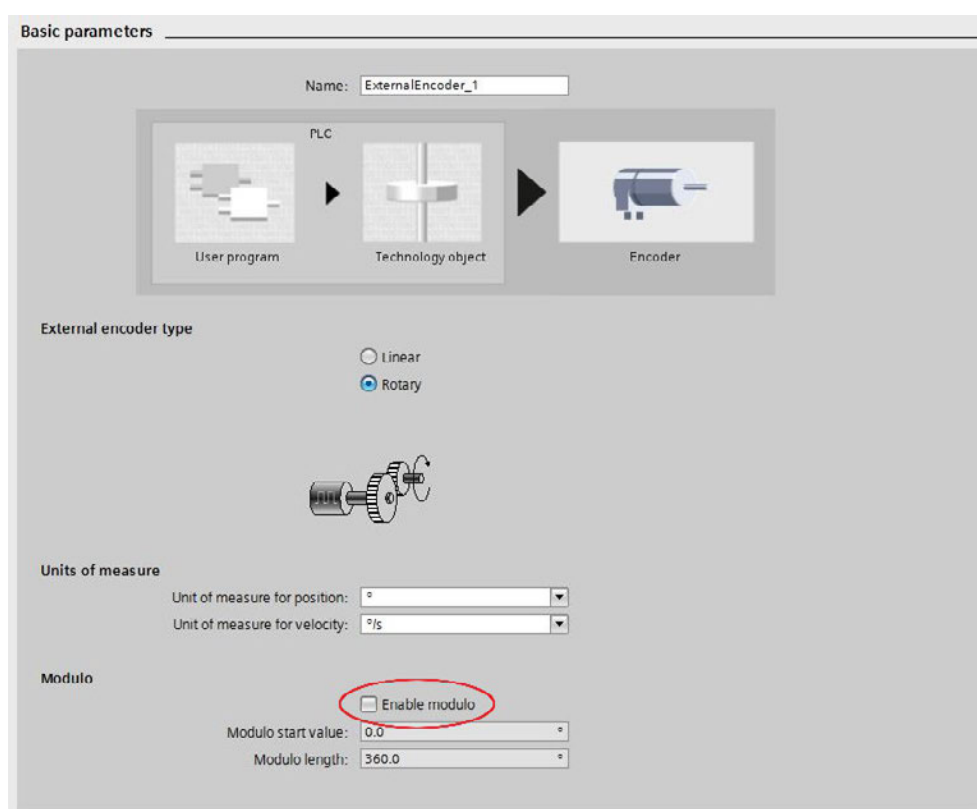 Basic parameters
Name: ExternalEncoder_1
PLC
User program Technology object Encoder
External encoder type
Linear
Rotary
Units of measure
Unit of measure for position: °
Unit of measure for velocity: °/s
Modulo
Enable modulo
Modulo start value: 0.0 °
Modulo length: 360.0 °